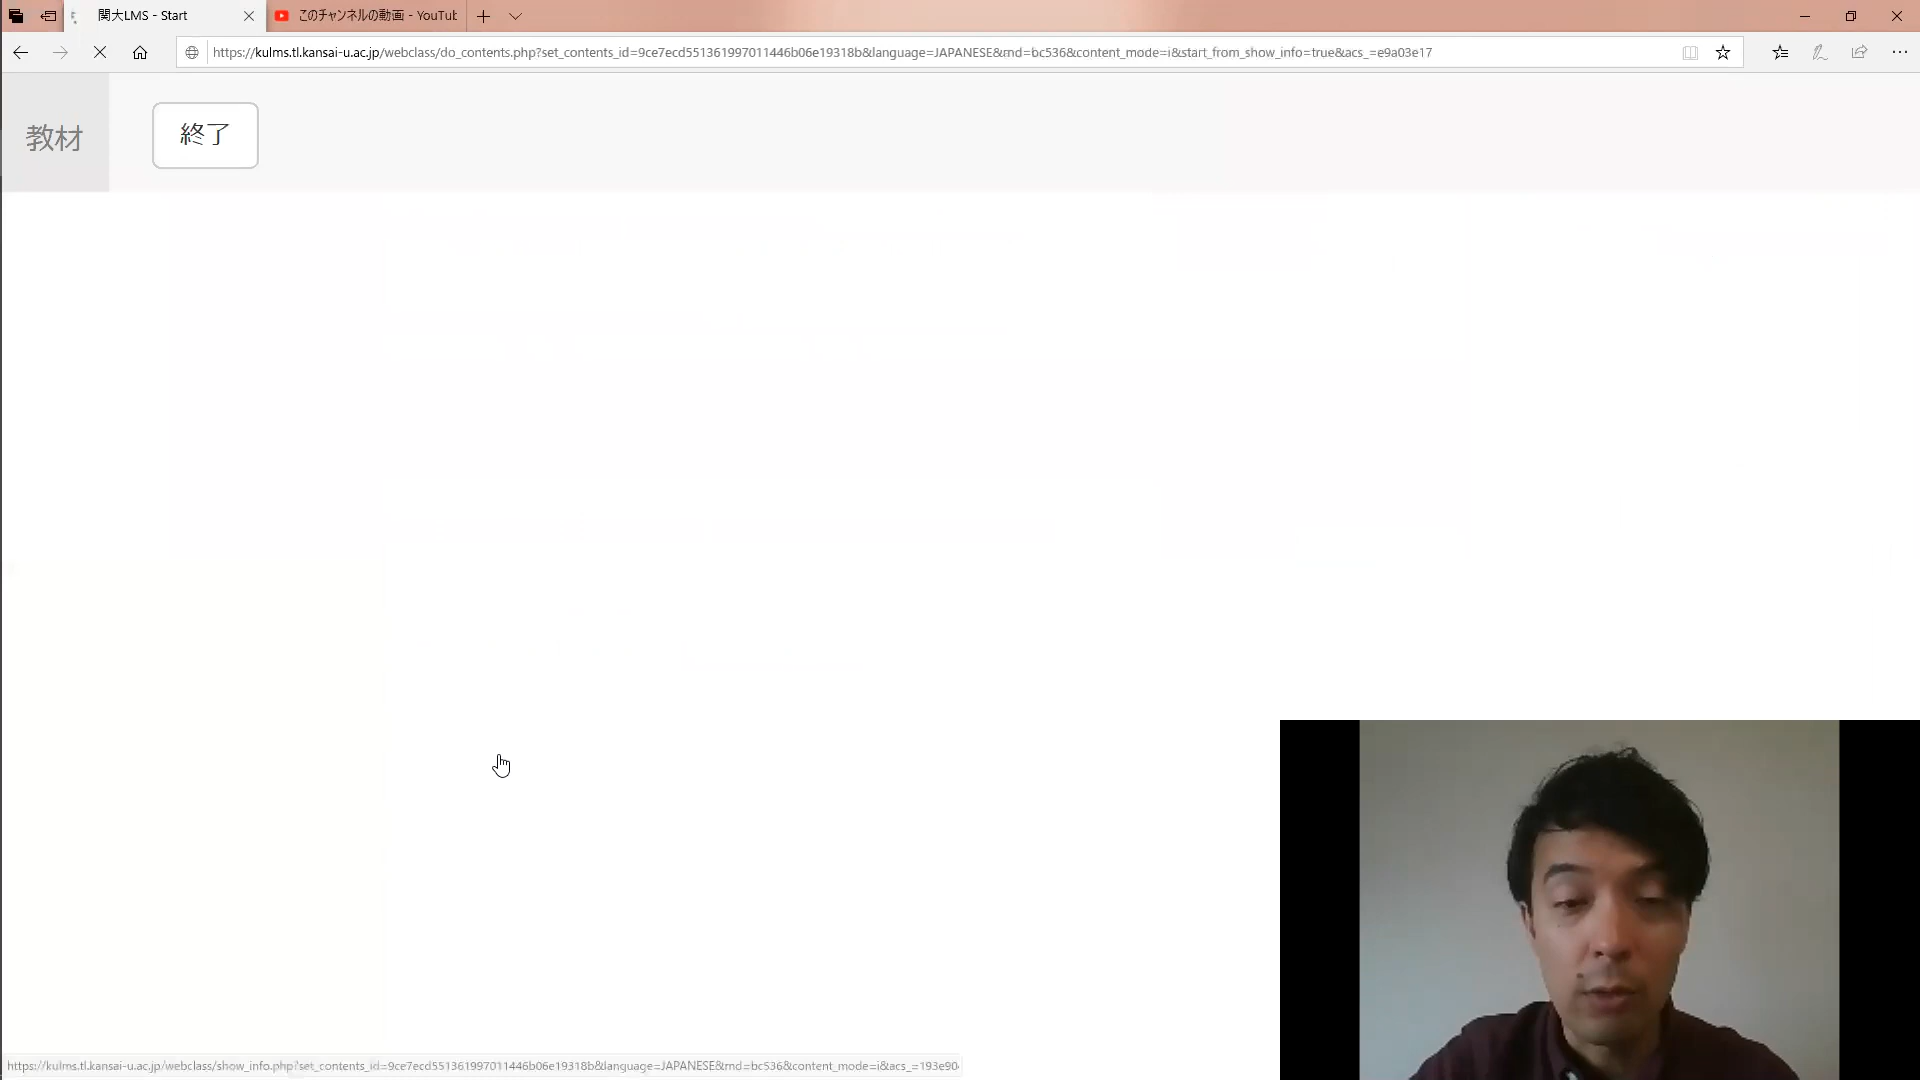 関大LMS - Start
このチャンネルの動画 - YouTub
https://kulms.tl.kansai-u.ac.jp/webclass/do_contents.php?set_contents_id=9ce7ecd551361997011446b06e19318b&language=JAPANESE&rnd=bc536&content_mode=i&start_from_show_info=true&acs_=e9a03e17
教材
終了
https://kulms.tl.kansai-u.ac.jp/webclass/show_info.php?set_contents_id=9ce7ecd551361997011446b06e19318b&language=JAPANESE&rnd=bc536&content_mode=i&acs_=193e90